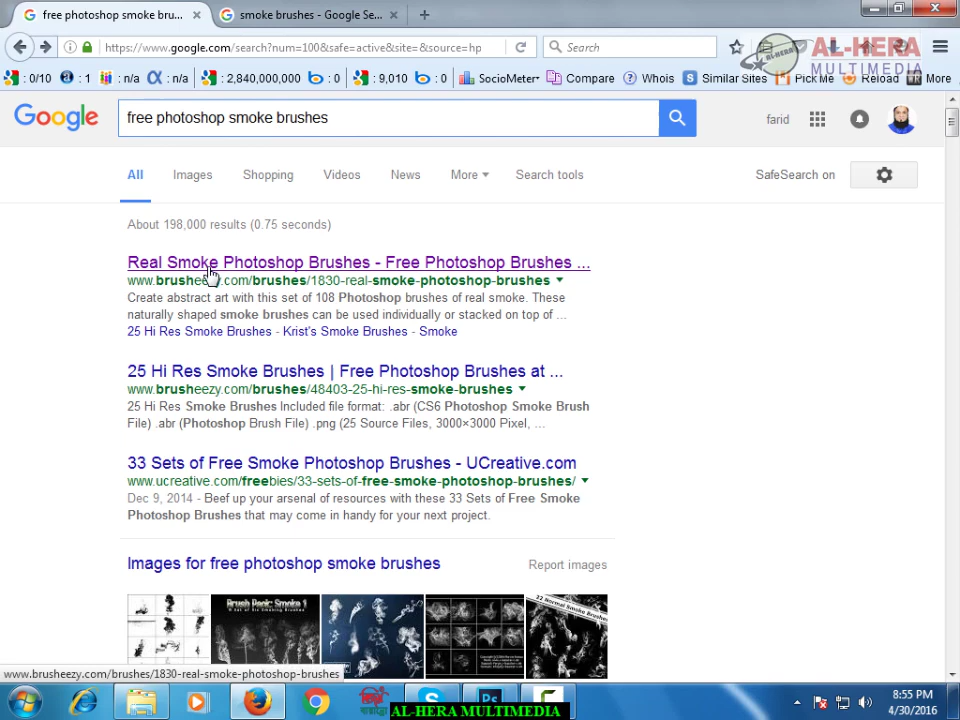 free photoshop smoke bru...
smoke brushes - Google Se...
https://www.google.com/search?num=100&safe=active&site=&source=hp
Search
AL-HERA
MULTIMEDIA
: 0/10
: 1
: n/a
: n/a
: 2,840,000,000
: 0
: 9,010
: 0
SocioMeter
Compare
Whois
Similar Sites
Pick Me
Reload
More
Google
free photoshop smoke brushes
farid
All
Images
Shopping
Videos
News
More
Search tools
SafeSearch on
About 198,000 results (0.75 seconds)
Real Smoke Photoshop Brushes - Free Photoshop Brushes ...
www.brusheezy.com/brushes/1830-real-smoke-photoshop-brushes
Create abstract art with this set of 108 Photoshop brushes of real smoke. These
naturally shaped smoke brushes can be used individually or stacked on top of ...
25 Hi Res Smoke Brushes - Krist's Smoke Brushes - Smoke
25 Hi Res Smoke Brushes | Free Photoshop Brushes at ...
www.brusheezy.com/brushes/48403-25-hi-res-smoke-brushes
25 Hi Res Smoke Brushes Included file format: .abr (CS6 Photoshop Smoke Brush
File) .abr (Photoshop Brush File) .png (25 Source Files, 3000×3000 Pixel, ...
33 Sets of Free Smoke Photoshop Brushes - UCreative.com
www.ucreative.com/freebies/33-sets-of-free-smoke-photoshop-brushes/
Dec 9, 2014 - Beef up your arsenal of resources with these 33 Sets of Free Smoke
Photoshop Brushes that may come in handy for your next project.
Images for free photoshop smoke brushes
Report images
Brush Panic: Smoke 1
22 Normal Smoke Brushes
www.brusheezy.com/brushes/1830-real-smoke-photoshop-brushes
AL-HERA MULTIMEDIA
8:55 PM
4/30/2016